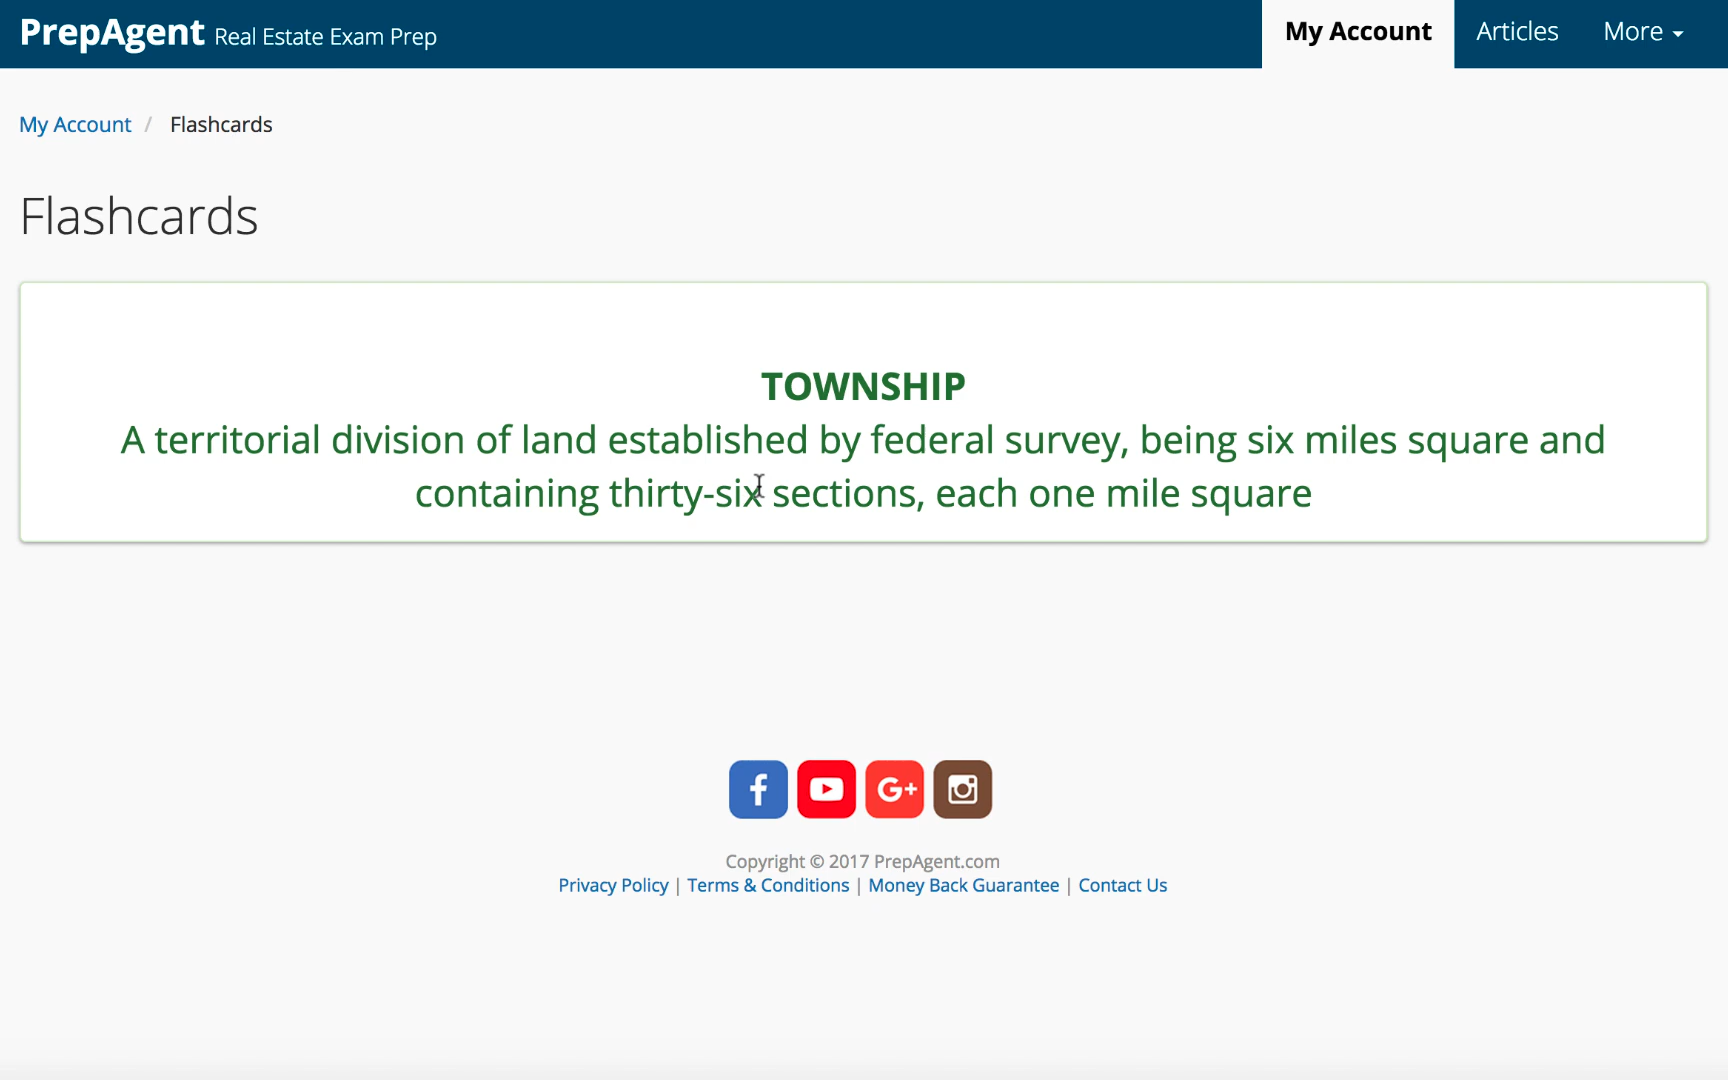 PrepAgent Real Estate Exam Prep
My Account
Articles
More
My Account / Flashcards
Flashcards
TOWNSHIP
A territorial division of land established by federal survey, being six miles square and
containing thirty-six sections, each one mile square
f
G+
Copyright © 2017 PrepAgent.com
Privacy Policy | Terms & Conditions | Money Back Guarantee | Contact Us